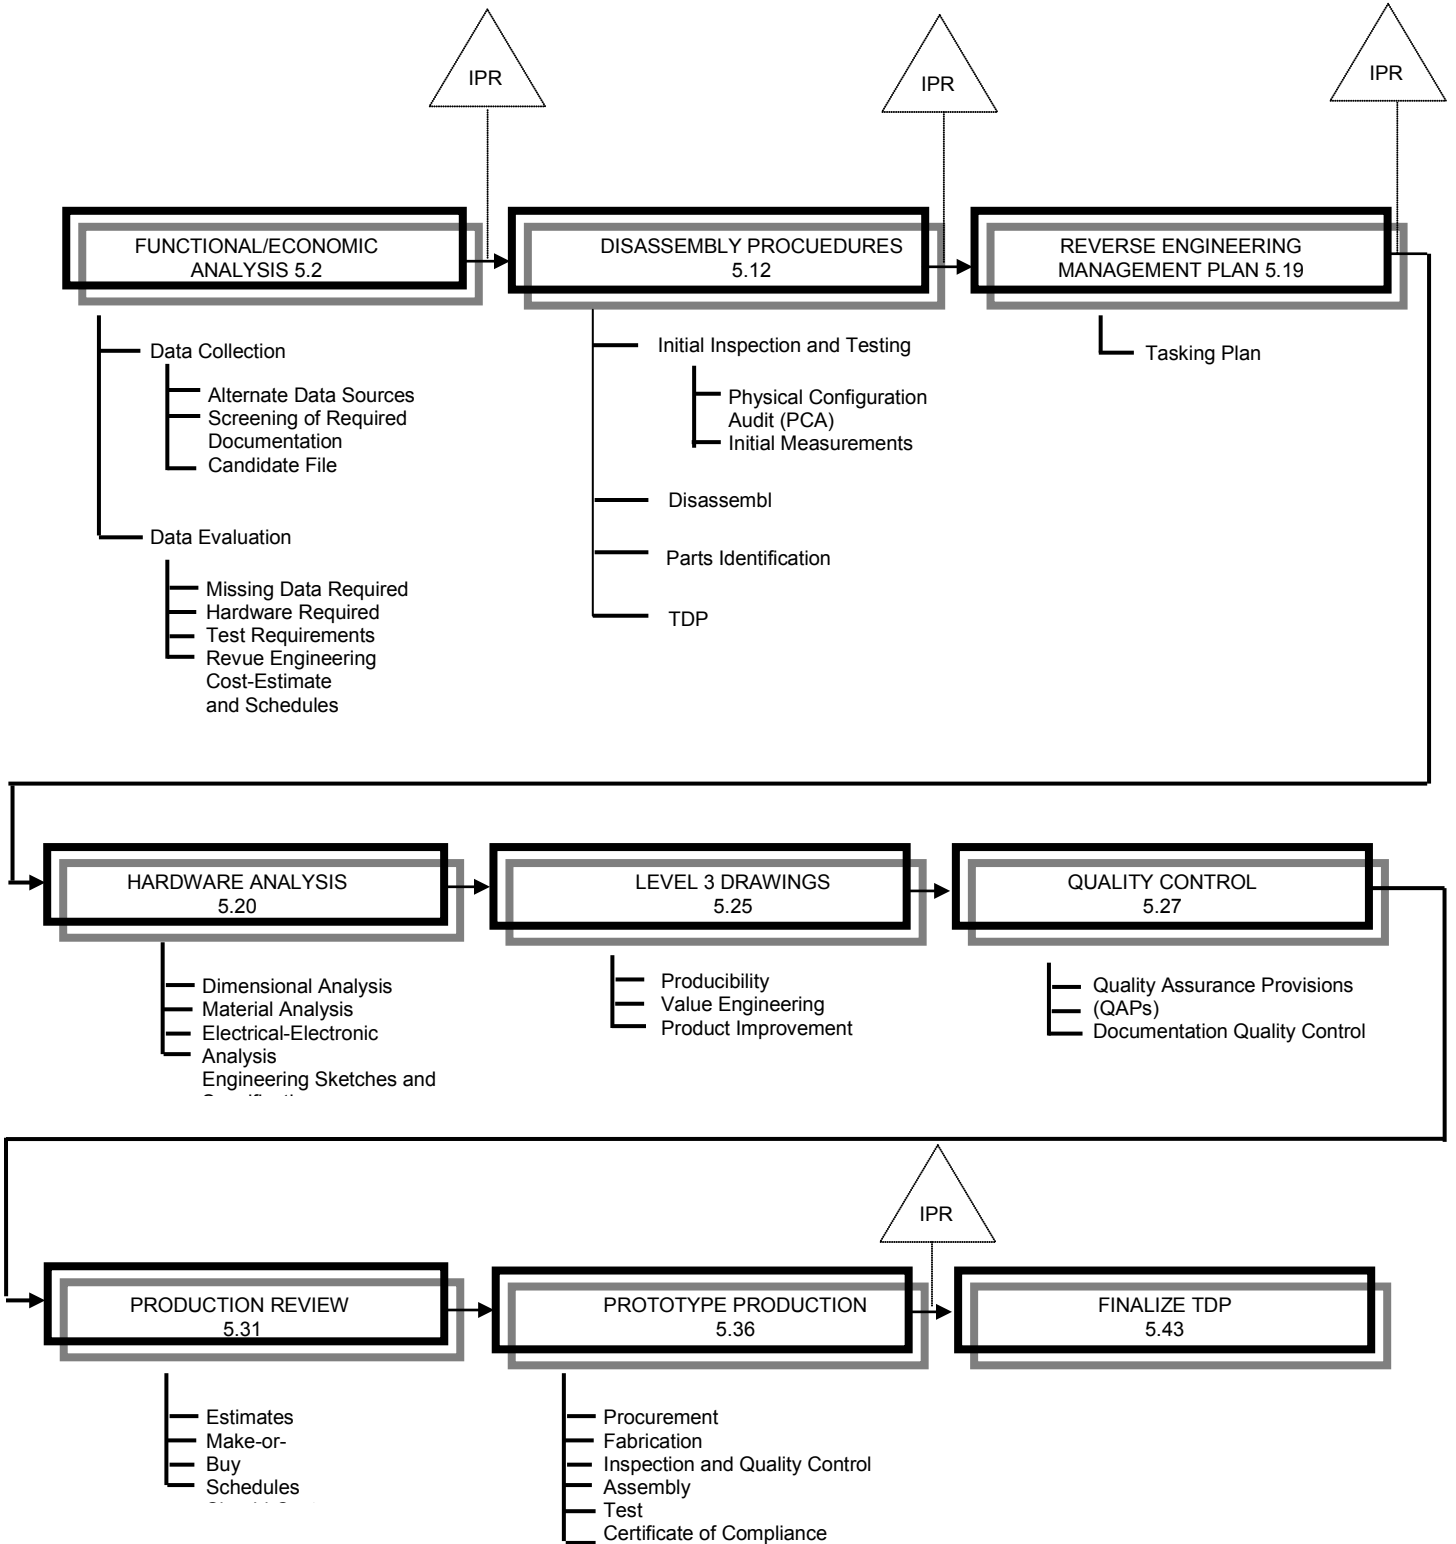 IPR
IPR
IPR
FUNCTIONAL/ECONOMIC
ANALYSIS 5.2
DISASSEMBLY PROCUEDURES
5.12
REVERSE ENGINEERING
MANAGEMENT PLAN 5.19
Data Collection
Alternate Data Sources
Screening of Required
Documentation
Candidate File
Data Evaluation
Missing Data Required
Hardware Required
Test Requirements
Revue Engineering
Cost-Estimate
and Schedules
Initial Inspection and Testing
Physical Configuration
Audit (PCA)
Initial Measurements
Disassembl
Parts Identification
TDP
Tasking Plan
HARDWARE ANALYSIS
5.20
LEVEL 3 DRAWINGS
5.25
QUALITY CONTROL
5.27
Dimensional Analysis
Material Analysis
Electrical-Electronic
Analysis
Engineering Sketches and
Producibility
Value Engineering
Product Improvement
Quality Assurance Provisions
(QAPs)
Documentation Quality Control
IPR
PRODUCTION REVIEW
5.31
PROTOTYPE PRODUCTION
5.36
FINALIZE TDP
5.43
Estimates
Make-or-
Buy
Schedules
Procurement
Fabrication
Inspection and Quality Control
Assembly
Test
Certificate of Compliance